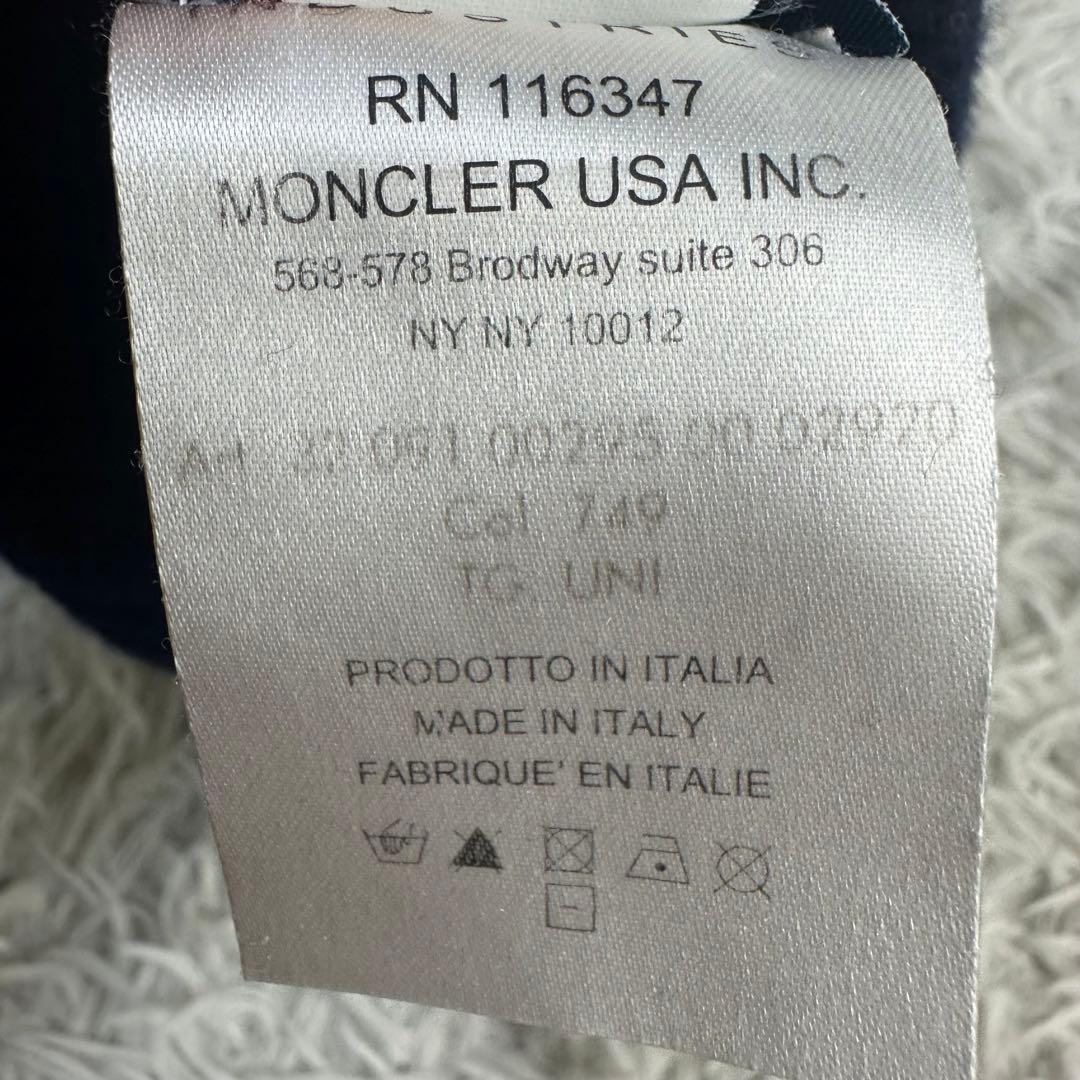 RN 116347
MONCLER USA INC.
568-578 Brodway suite 306
NY NY 10012
Col 749
TG UNI
PRODOTTO IN ITALIA
MADE IN ITALY
FABRIQUE' EN ITALIE